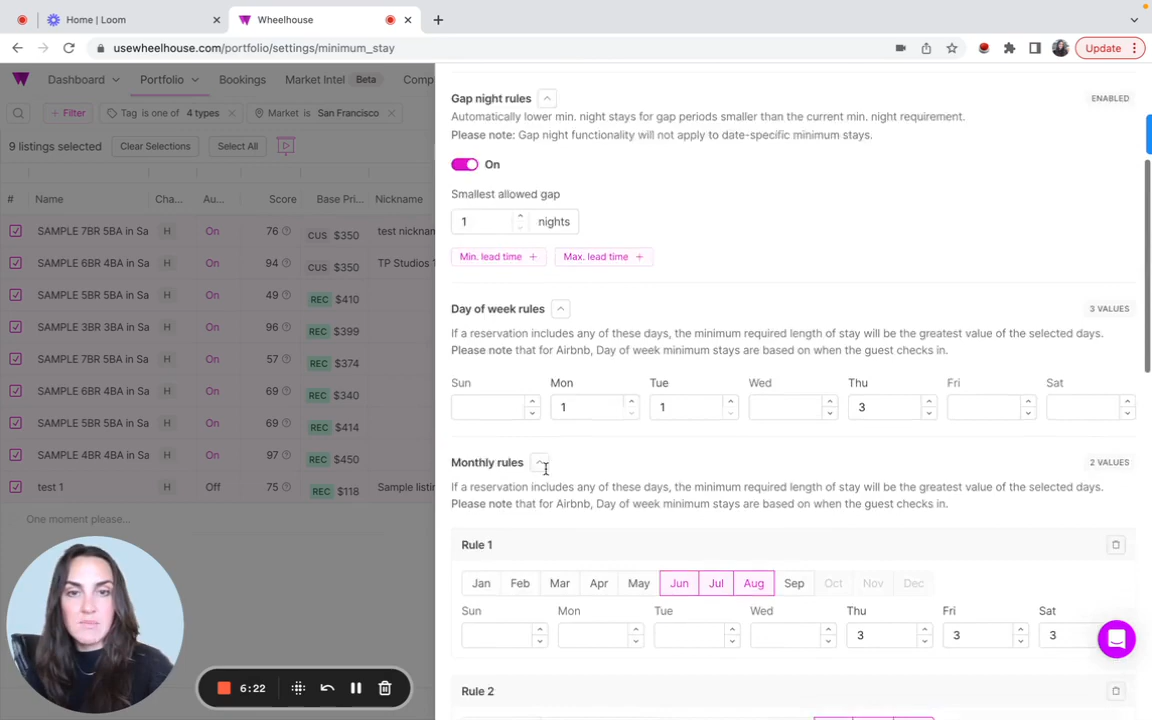 Home | Loom
Wheelhouse
usewheelhouse.com/portfolio/settings/minimum_stay
Update
Dashboard
Portfolio
Bookings
Market Intel
Beta
Comp
Filter
Tag is one of 4 types
Market is San Francisco
9 listings selected
Clear Selections
Select All
# Name Cha... Au... Score Base Pri... Nickname
SAMPLE 7BR 5BA in Sa H On 76 CUS $350 test nicknam
SAMPLE 6BR 4BA in Sa H On 94 CUS $350 TP Studios 1
SAMPLE 5BR 5BA in Sa H On 49 REC $410
SAMPLE 3BR 3BA in Sa H On 96 REC $399
SAMPLE 7BR 5BA in Sa H On 57 REC $374
SAMPLE 6BR 4BA in Sa H On 69 REC $340
SAMPLE 5BR 5BA in Sa H On 69 REC $414
SAMPLE 4BR 4BA in Sa H On 97 REC $450
test 1 H Off 75 REC $118 Sample listin
One moment please...
6:22
Gap night rules
ENABLED
Automatically lower min. night stays for gap periods smaller than the current min. night requirement.
Please note: Gap night functionality will not apply to date-specific minimum stays.
On
Smallest allowed gap
1 nights
Min. lead time +
Max. lead time +
Day of week rules
3 VALUES
If a reservation includes any of these days, the minimum required length of stay will be the greatest value of the selected days.
Please note that for Airbnb, Day of week minimum stays are based on when the guest checks in.
Sun Mon Tue Wed Thu Fri Sat
1 1 3
Monthly rules
2 VALUES
If a reservation includes any of these days, the minimum required length of stay will be the greatest value of the selected days.
Please note that for Airbnb, Day of week minimum stays are based on when the guest checks in.
Rule 1
Jan Feb Mar Apr May Jun Jul Aug Sep Oct Nov Dec
Sun Mon Tue Wed Thu Fri Sat
3 3 3
Rule 2